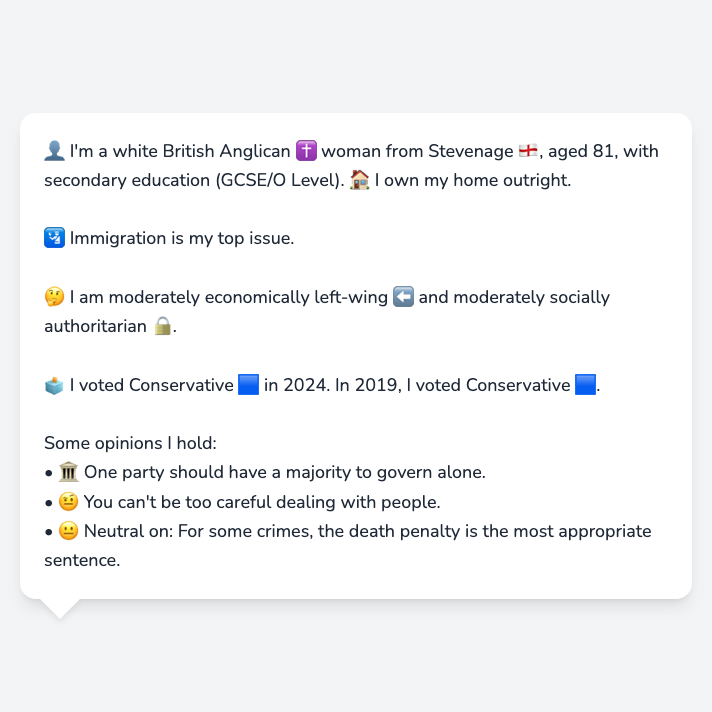 👤 I'm a white British Anglican ✝️ woman from Stevenage 🏴󠁧󠁢󠁥󠁮󠁧󠁿, aged 81, with
secondary education (GCSE/O Level). 🏠 I own my home outright.
🛂 Immigration is my top issue.
🤔 I am moderately economically left-wing ⬅️ and moderately socially
authoritarian 🔒.
🗳️ I voted Conservative 🟦 in 2024. In 2019, I voted Conservative 🟦.
Some opinions I hold:
• 🏛️ One party should have a majority to govern alone.
• 🤨 You can't be too careful dealing with people.
• 😐 Neutral on: For some crimes, the death penalty is the most appropriate
sentence.